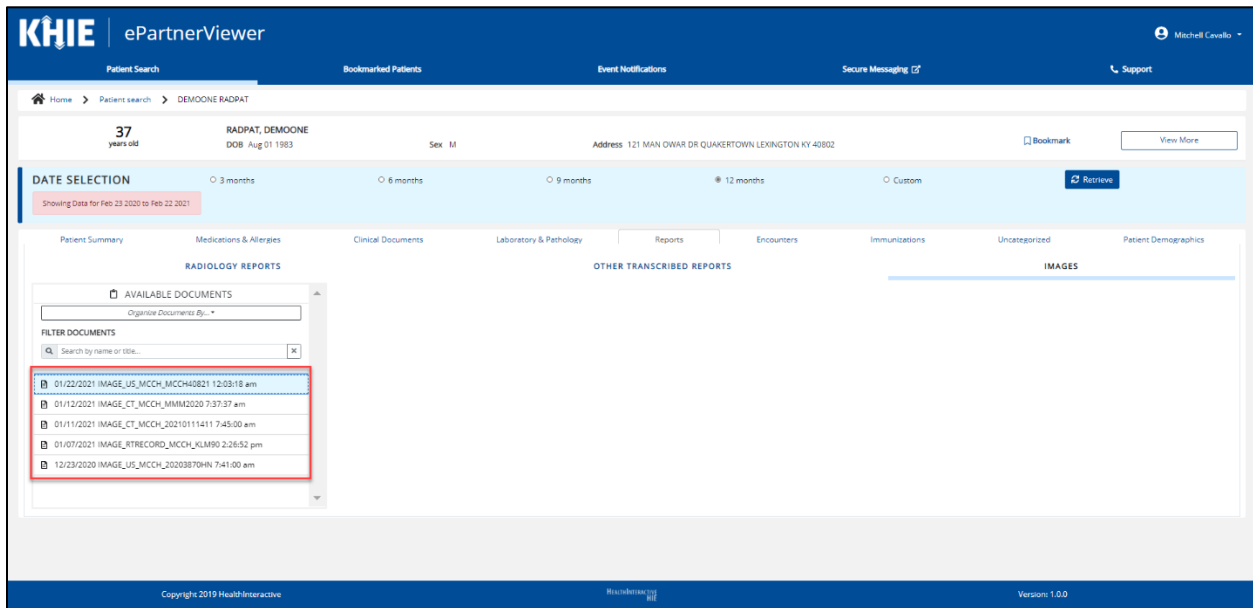 KHIE ePartnerViewer
Mitchell Cavallo
Patient Search Bookmarked Patients Event Notifications Secure Messaging Support
Home > Patient search > DEMOONE RADPAT
37
years old
RADPAT, DEMOONE
DOB Aug 01 1983 Sex M Address 121 MAN OWAR DR QUAKERTOWN LEXINGTON KY 40802 Bookmark View More
DATE SELECTION 3 months 6 months 9 months 12 months Custom Retrieve
Showing Data for Feb 23 2020 to Feb 22 2021
Patient Summary Medications & Allergies Clinical Documents Laboratory & Pathology Reports Encounters Immunizations Uncategorized Patient Demographics
RADIOLOGY REPORTS OTHER TRANSCRIBED REPORTS IMAGES
AVAILABLE DOCUMENTS
Organize Documents By...
FILTER DOCUMENTS
Search by name or title...
01/22/2021 IMAGE_US_MCCH_MCCH40821 12:03:18 am
01/12/2021 IMAGE_CT_MCCH_MMM2020 7:37:37 am
01/11/2021 IMAGE_CT_MCCH_20210111411 7:45:00 am
01/07/2021 IMAGE_RTRECORD_MCCH_KLM90 2:26:52 pm
12/23/2020 IMAGE_US_MCCH_20203870HN 7:41:00 am
Copyright 2019 HealthInteractive HEALTHINTERACTIVE HIE Version: 1.0.0